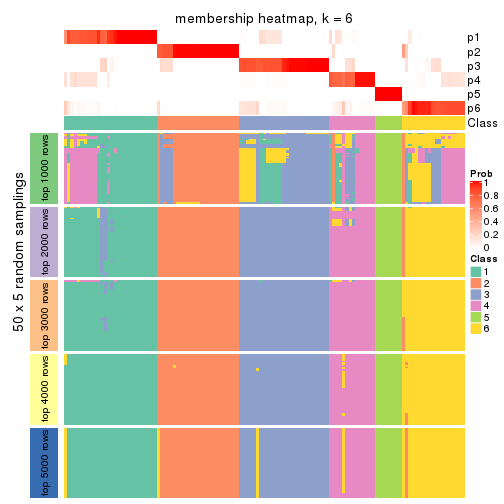 membership heatmap, k = 6
p1
p2
p3
p4
p5
p6
Class
50 x 5 random samplings
top 1000 rows
top 2000 rows
top 3000 rows
top 4000 rows
top 5000 rows
Prob
1
0.8
0.6
0.4
0.2
0
Class
1
2
3
4
5
6